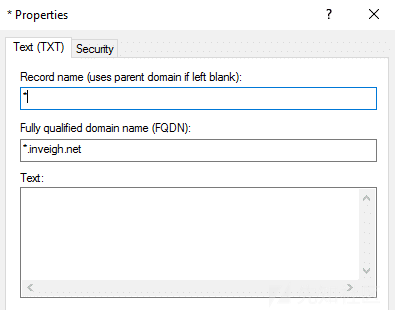 * Properties
?
Text (TXT)
Security
Record name (uses parent domain if left blank):
*
Fully qualified domain name (FQDN):
*.inveigh.net
Text: